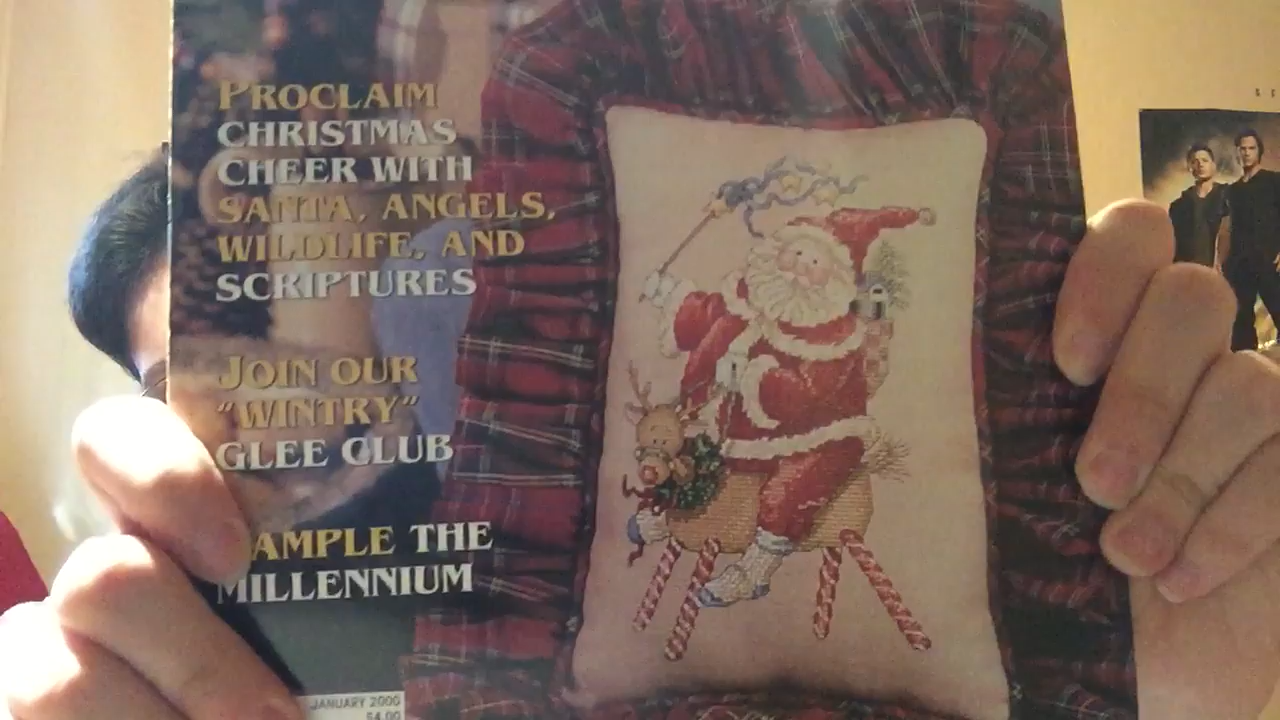 PROCLAIM
CHRISTMAS
CHEER WITH
SANTA, ANGELS,
WILDLIFE, AND
SCRIPTURES
JOIN OUR
"WINTRY"
GLEE CLUB
AMPLE THE
MILLENNIUM
JANUARY 2000
$4.00